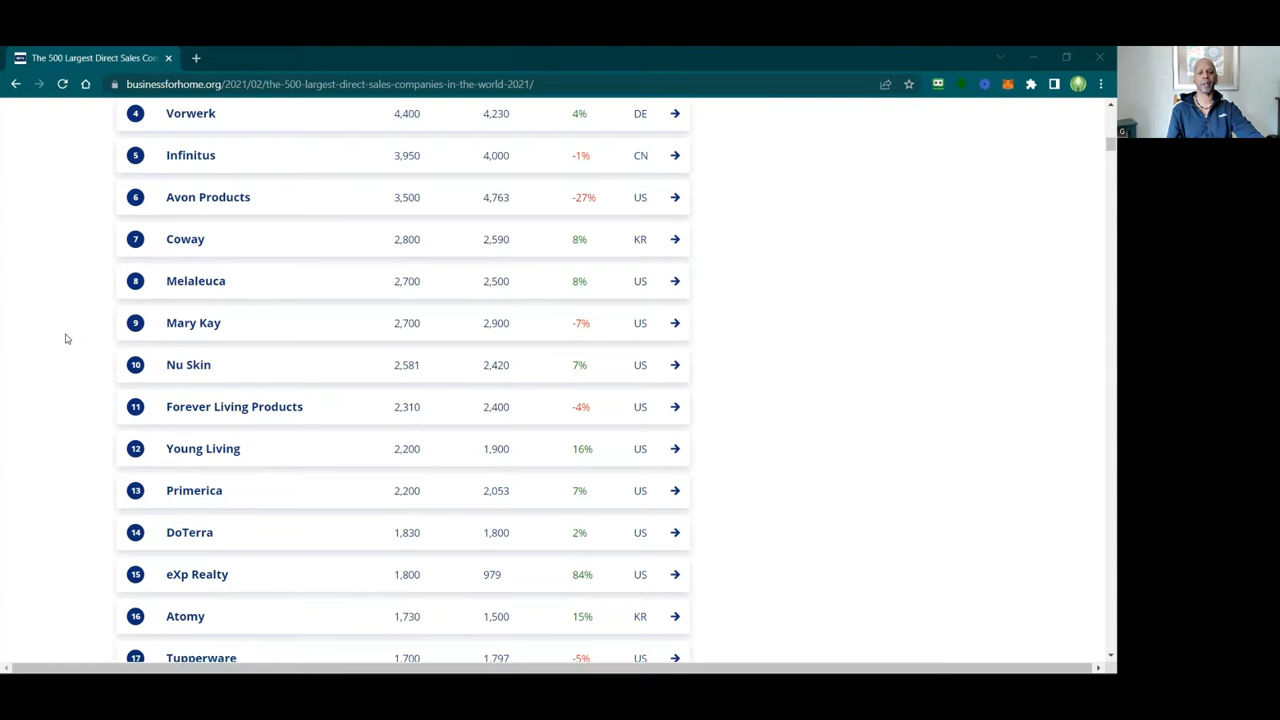 The 500 Largest Direct Sales Con
businessforhome.org/2021/02/the-500-largest-direct-sales-companies-in-the-world-2021/
4 Vorwerk 4,400 4,230 4% DE
5 Infinitus 3,950 4,000 -1% CN
6 Avon Products 3,500 4,763 -27% US
7 Coway 2,800 2,590 8% KR
8 Melaleuca 2,700 2,500 8% US
9 Mary Kay 2,700 2,900 -7% US
10 Nu Skin 2,581 2,420 7% US
11 Forever Living Products 2,310 2,400 -4% US
12 Young Living 2,200 1,900 16% US
13 Primerica 2,200 2,053 7% US
14 DoTerra 1,830 1,800 2% US
15 eXp Realty 1,800 979 84% US
16 Atomy 1,730 1,500 15% KR
17 Tupperware 1,700 1,797 -5% US
G